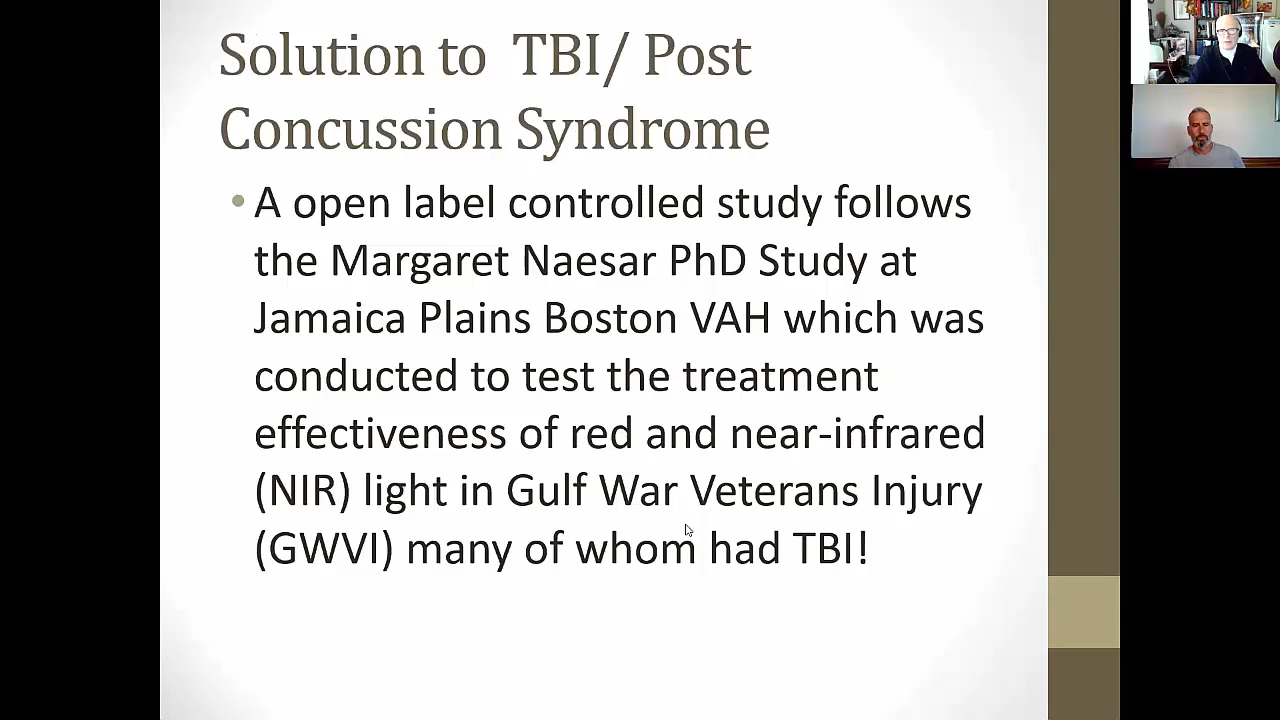 Solution to TBI/ Post
Concussion Syndrome
• A open label controlled study follows
the Margaret Naesar PhD Study at
Jamaica Plains Boston VAH which was
conducted to test the treatment
effectiveness of red and near-infrared
(NIR) light in Gulf War Veterans Injury
(GWVI) many of whom had TBI!